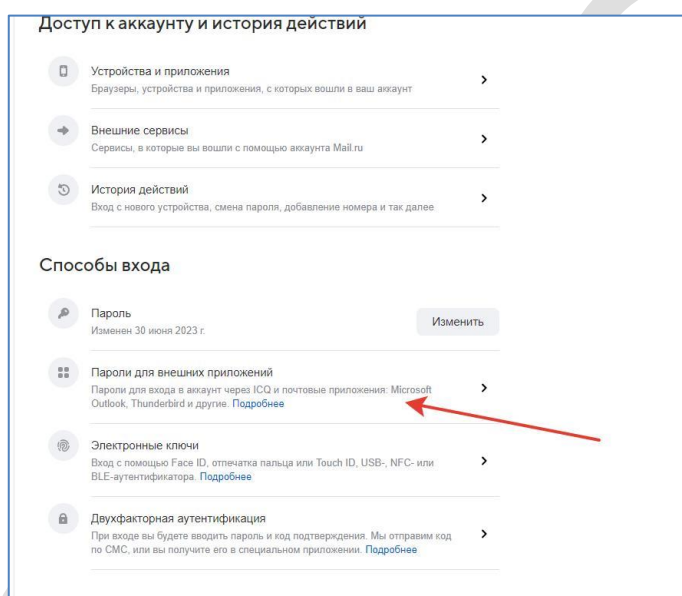 Доступ к аккаунту и история действий
Устройства и приложения
Браузеры, устройства и приложения, с которых вошли в ваш аккаунт
Внешние сервисы
Сервисы, в которые вы вошли с помощью аккаунта Mail.ru
История действий
Вход с нового устройства, смена пароля, добавление номера и так далее
Способы входа
Пароль
Изменен 30 июня 2023 г.
Изменить
Пароли для внешних приложений
Пароли для входа в аккаунт через ICQ и почтовые приложения: Microsoft
Outlook, Thunderbird и другие. Подробнее
Электронные ключи
Вход с помощью Face ID, отпечатка пальца или Touch ID, USB-, NFC- или
BLE-аутентификатора. Подробнее
Двухфакторная аутентификация
При входе вы будете вводить пароль и код подтверждения. Мы отправим код
по СМС, или вы получите его в специальном приложении. Подробнее